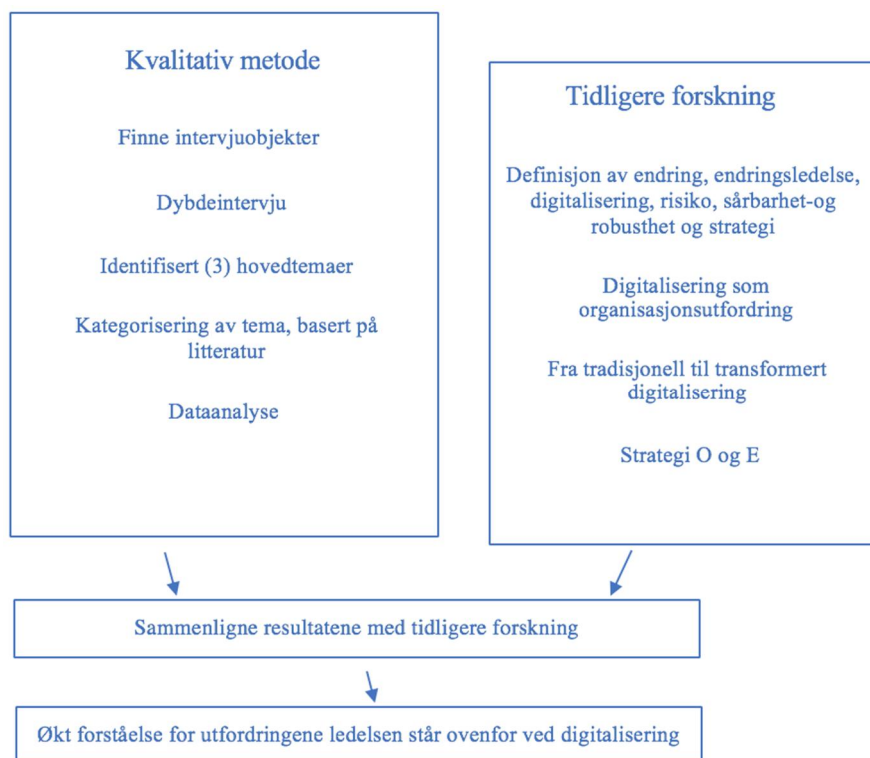 Kvalitativ metode
Finne intervjuobjekter
Dybdeintervju
Identifisert (3) hovedtemaer
Kategorisering av tema, basert på
litteratur
Dataanalyse
Tidligere forskning
Definisjon av endring, endringsledelse,
digitalisering, risiko, sårbarhet-og
robusthet og strategi
Digitalisering som
organisasjonsutfordring
Fra tradisjonell til transformert
digitalisering
Strategi O og E
Sammenligne resultatene med tidligere forskning
Økt forståelse for utfordringene ledelsen står ovenfor ved digitalisering